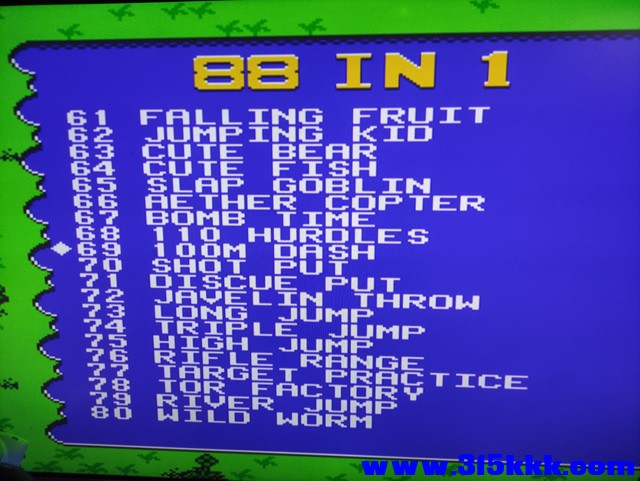 88 IN 1
61 FALLING FRUIT
62 JUMPING KID
63 CUTE BEAR
64 CUTE FISH
65 SLAP GOBLIN
66 AETHER COPTER
67 BOMB TIME
68 110 HURDLES
69 100M DASH
70 SHOT PUT
71 DISCUE PUT
72 JAVELIN THROW
73 LONG JUMP
74 TRIPLE JUMP
75 HIGH JUMP
76 RIFLE RANGE
77 TARGET PRACTICE
78 TOR FACTORY
79 RIVER JUMP
80 WILD WORM
www.315kkk.com